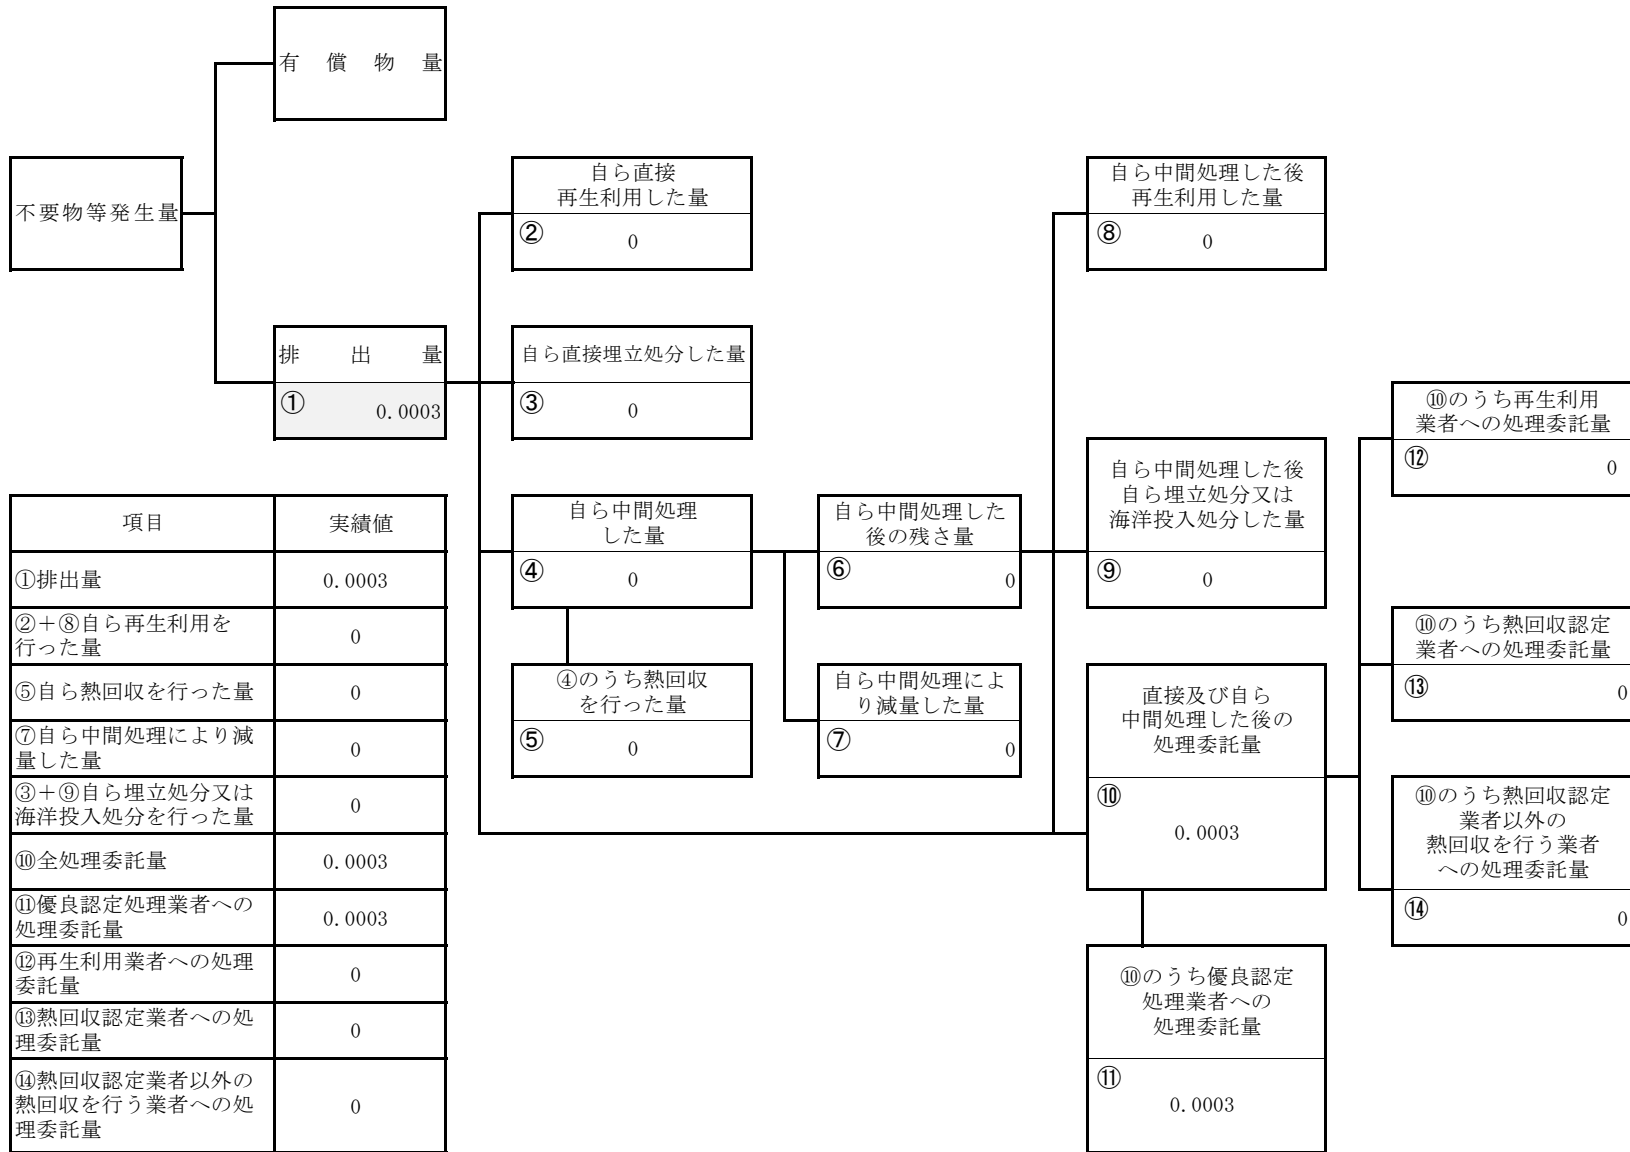 有償物量
不要物等発生量
自ら直接
再生利用した量
② 0
自ら中間処理した後
再生利用した量
⑧ 0
排出量
① 0.0003
自ら直接埋立処分した量
③ 0
⑩のうち再生利用
業者への処理委託量
⑫ 0
自ら中間処理
した量
④ 0
自ら中間処理した
後の残さ量
⑥ 0
自ら中間処理した後
自ら埋立処分又は
海洋投入処分した量
⑨ 0
⑩のうち熱回収認定
業者への処理委託量
⑬ 0
④のうち熱回収
を行った量
⑤ 0
自ら中間処理によ
り減量した量
⑦ 0
直接及び自ら
中間処理した後の
処理委託量
⑩
0.0003
⑩のうち熱回収認定
業者以外の
熱回収を行う業者
への処理委託量
⑭ 0
⑩のうち優良認定
処理業者への
処理委託量
⑪
0.0003
項目 実績値
①排出量 0.0003
②+⑧自ら再生利用を
行った量 0
⑤自ら熱回収を行った量 0
⑦自ら中間処理により減
量した量 0
③+⑨自ら埋立処分又は
海洋投入処分を行った量 0
⑩全処理委託量 0.0003
⑪優良認定処理業者への
処理委託量 0.0003
⑫再生利用業者への処理
委託量 0
⑬熱回収認定業者への処
理委託量 0
⑭熱回収認定業者以外の
熱回収を行う業者への処
理委託量 0